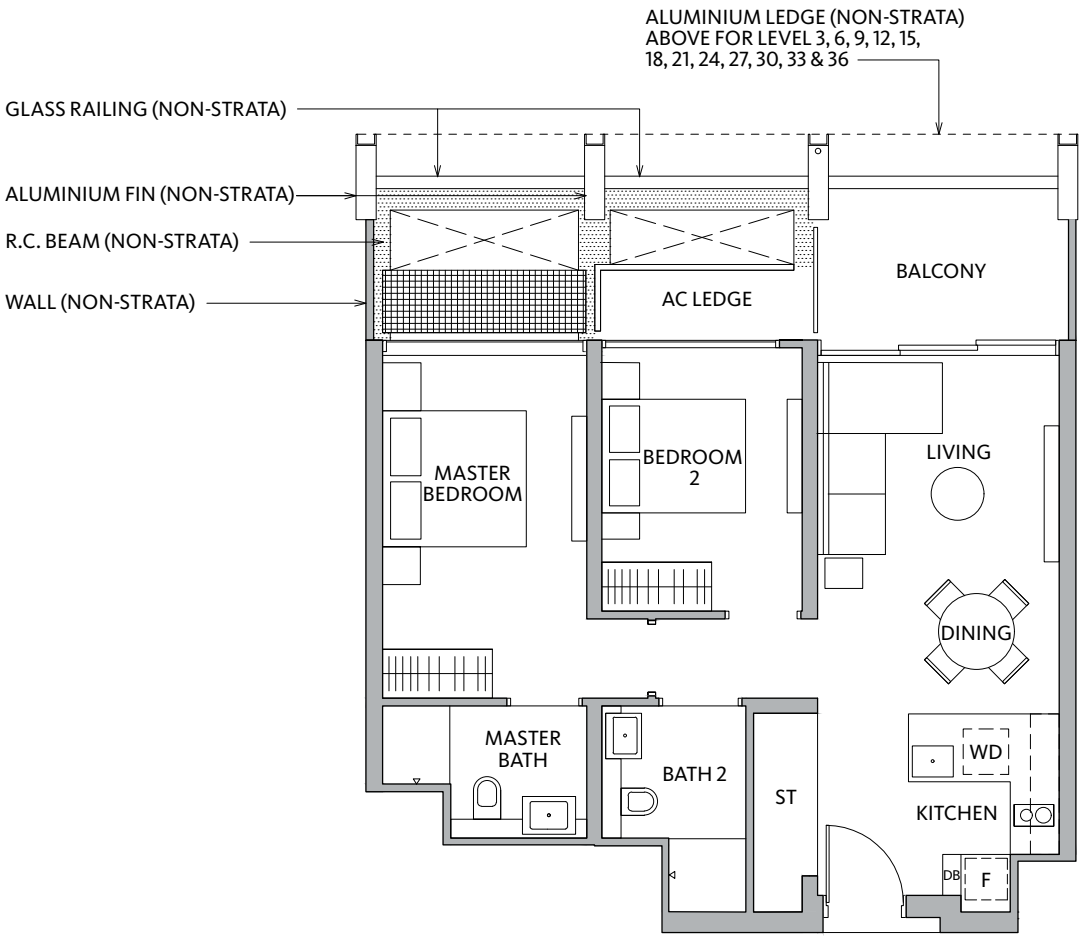 ALUMINIUM LEDGE (NON-STRATA)
ABOVE FOR LEVEL 3, 6, 9, 12, 15,
18, 21, 24, 27, 30, 33 & 36
GLASS RAILING (NON-STRATA)
ALUMINIUM FIN (NON-STRATA)
R.C. BEAM (NON-STRATA)
WALL (NON-STRATA)
BALCONY
AC LEDGE
MASTER
BEDROOM
BEDROOM
2
LIVING
DINING
MASTER
BATH
BATH 2
ST
WD
KITCHEN
DB
F